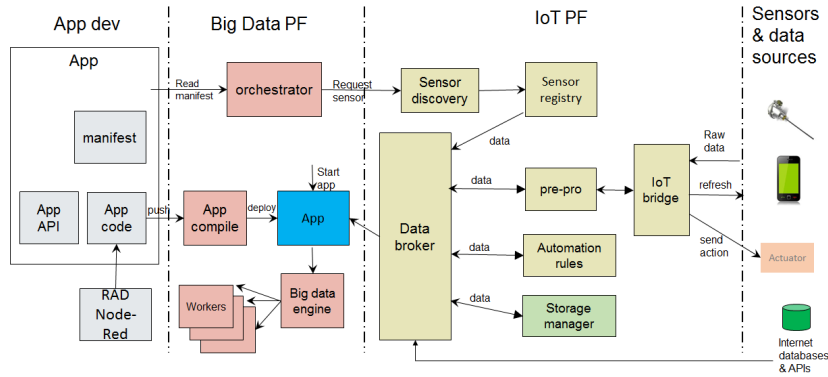 App dev
Big Data PF
IoT PF
Sensors
& data
sources
App
manifest
App
API
App
code
RAD
Node-
Red
Read
manifest
orchestrator
Request
sensor
push
App
compile
deploy
Start
app
App
Big data
engine
Workers
Sensor
discovery
Sensor
registry
data
Data
broker
data
pre-pro
data
Automation
rules
data
Storage
manager
IoT
bridge
Raw
data
refresh
send
action
Actuator
Internet
databases
& APIs